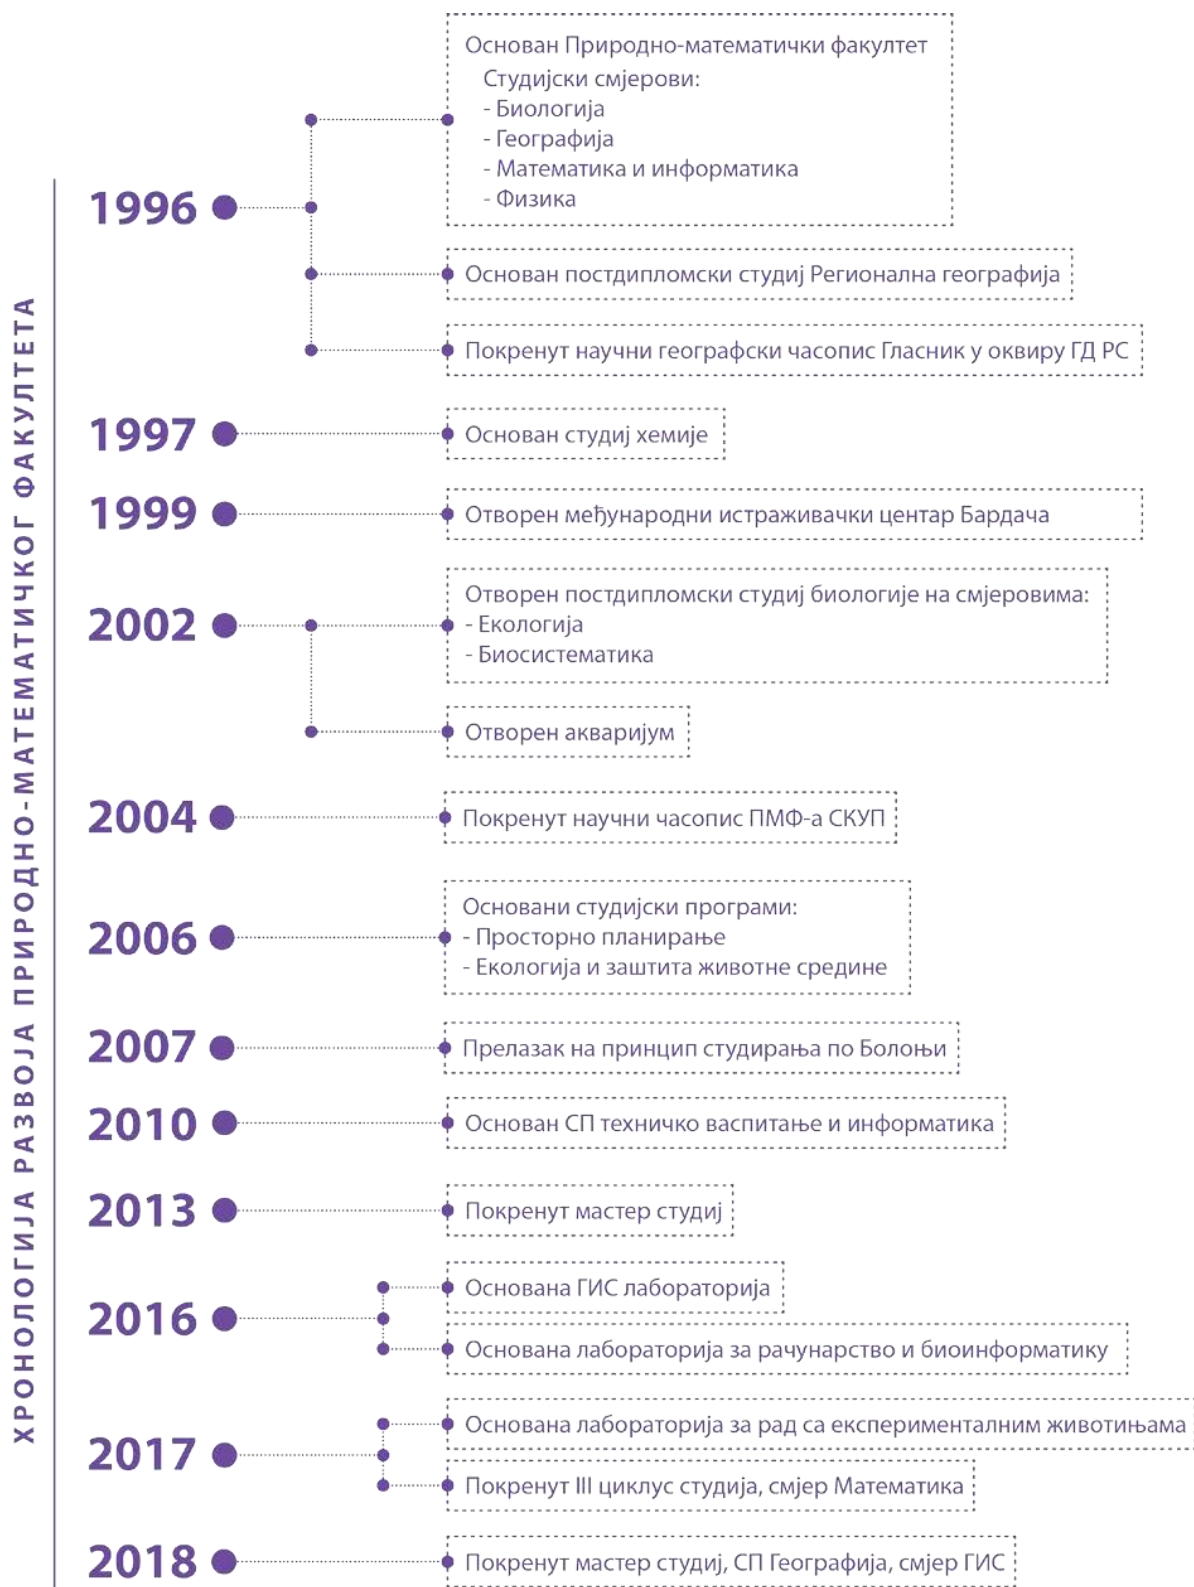 ХРОНОЛОГИЈА РАЗВОЈА ПРИРОДНО-МАТЕМАТИЧКОГ ФАКУЛТЕТА
1996
Основан Природно-математички факултет
Студијски смјерови:
- Биологија
- Географија
- Математика и информатика
- Физика
Основан постдипломски студиј Регионална географија
Покренут научни географски часопис Гласник у оквиру ГД РС
1997
Основан студиј хемије
1999
Отворен међународни истраживачки центар Бардача
2002
Отворен постдипломски студиј биологије на смјеровима:
- Екологија
- Биосистематика
Отворен акваријум
2004
Покренут научни часопис ПМФ-а СКУП
2006
Основани студијски програми:
- Просторно планирање
- Екологија и заштита животне средине
2007
Прелазак на принцип студирања по Болоњи
2010
Основан СП техничко васпитање и информатика
2013
Покренут мастер студиј
2016
Основана ГИС лабораторија
Основана лабораторија за рачунарство и биоинформатику
2017
Основана лабораторија за рад са експерименталним животињама
Покренут III циклус студија, смјер Математика
2018
Покренут мастер студиј, СП Географија, смјер ГИС